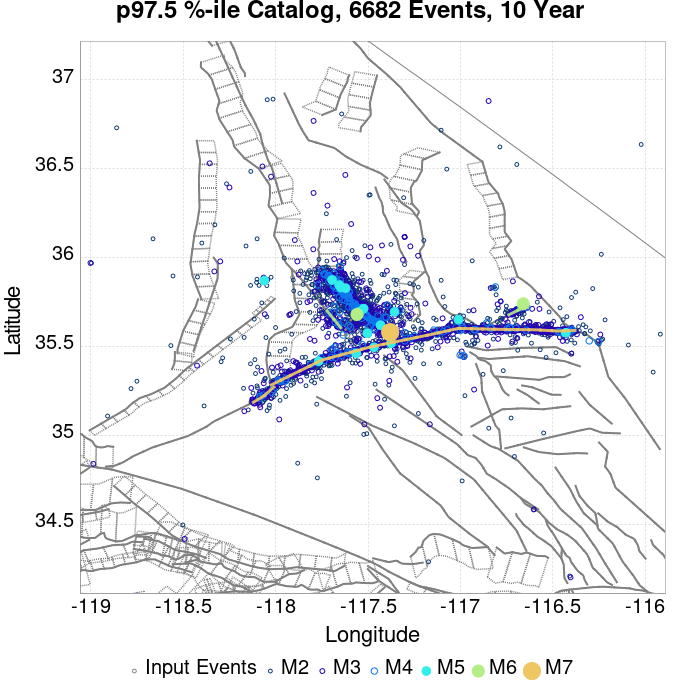 p97.5 %-ile Catalog, 6682 Events, 10 Year
37
36.5
36
35.5
35
34.5
Latitude
-119 -118.5 -118 -117.5 -117 -116.5 -116
Longitude
Input Events M2 M3 M4 M5 M6 M7